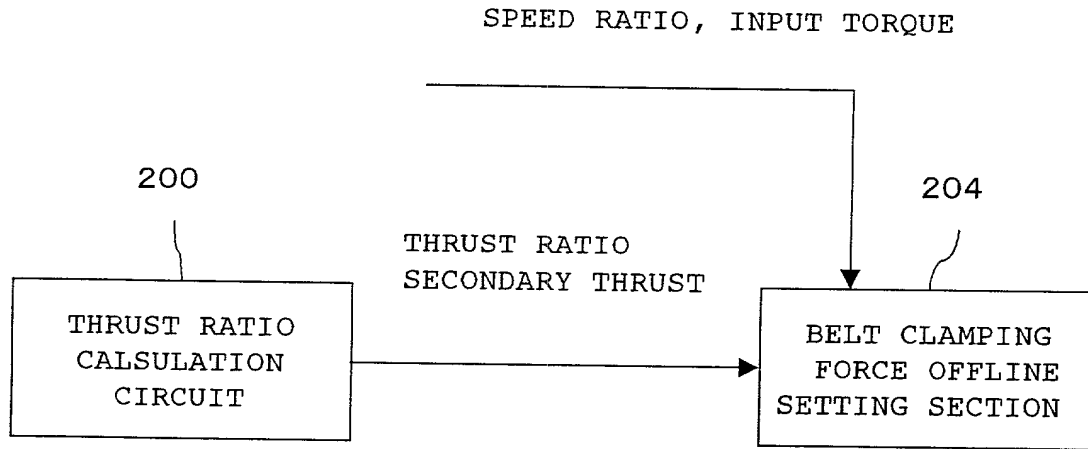 SPEED RATIO, INPUT TORQUE
200
204
THRUST RATIO
SECONDARY THRUST
THRUST RATIO
CALSULATION
CIRCUIT
BELT CLAMPING
FORCE OFFLINE
SETTING SECTION